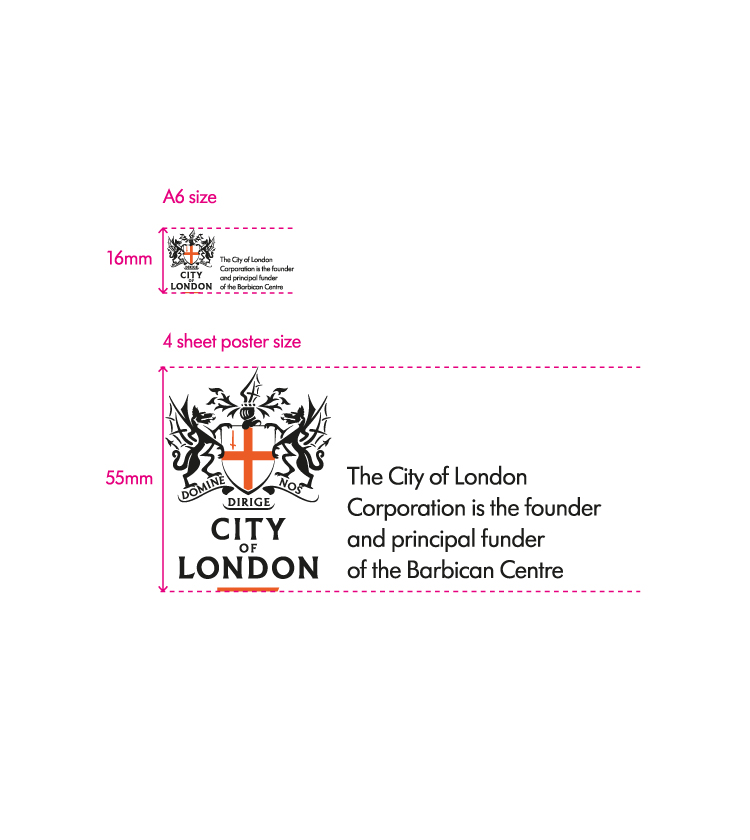 A6 size
16mm
DIRIGE
CITY
OF
LONDON
The City of London
Corporation is the founder
and principal funder
of the Barbican Centre
4 sheet poster size
55mm
DOMINE DIRIGE NOS
CITY
OF
LONDON
The City of London
Corporation is the founder
and principal funder
of the Barbican Centre